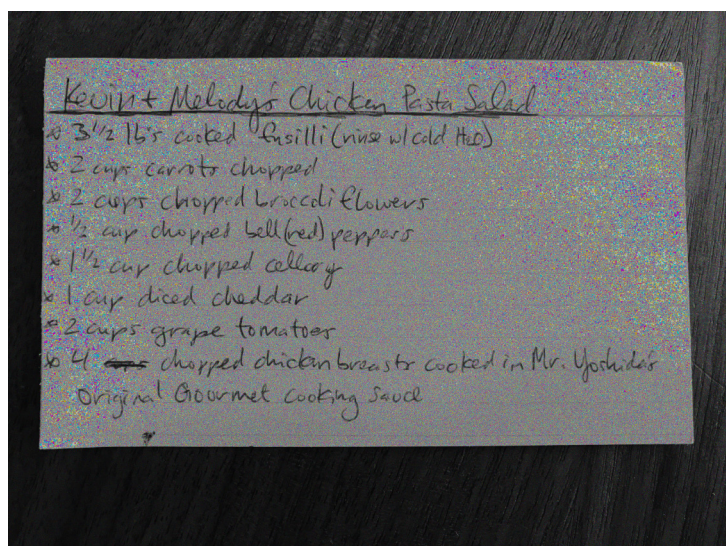 Kevin + Melody's Chicken Pasta Salad
* 3 1/2 lb's cooked fusilli (rinse w/ cold H2O)
* 2 cups carrots chopped
* 2 cups chopped broccoli flowers
* 1/2 cup chopped bell (red) peppers
* 1 1/2 cup chopped cellery
* 1 cup diced cheddar
* 2 cups grape tomatoes
* 4 chopped chicken breasts cooked in Mr. Yoshida's
Original Gourmet Cooking Sauce